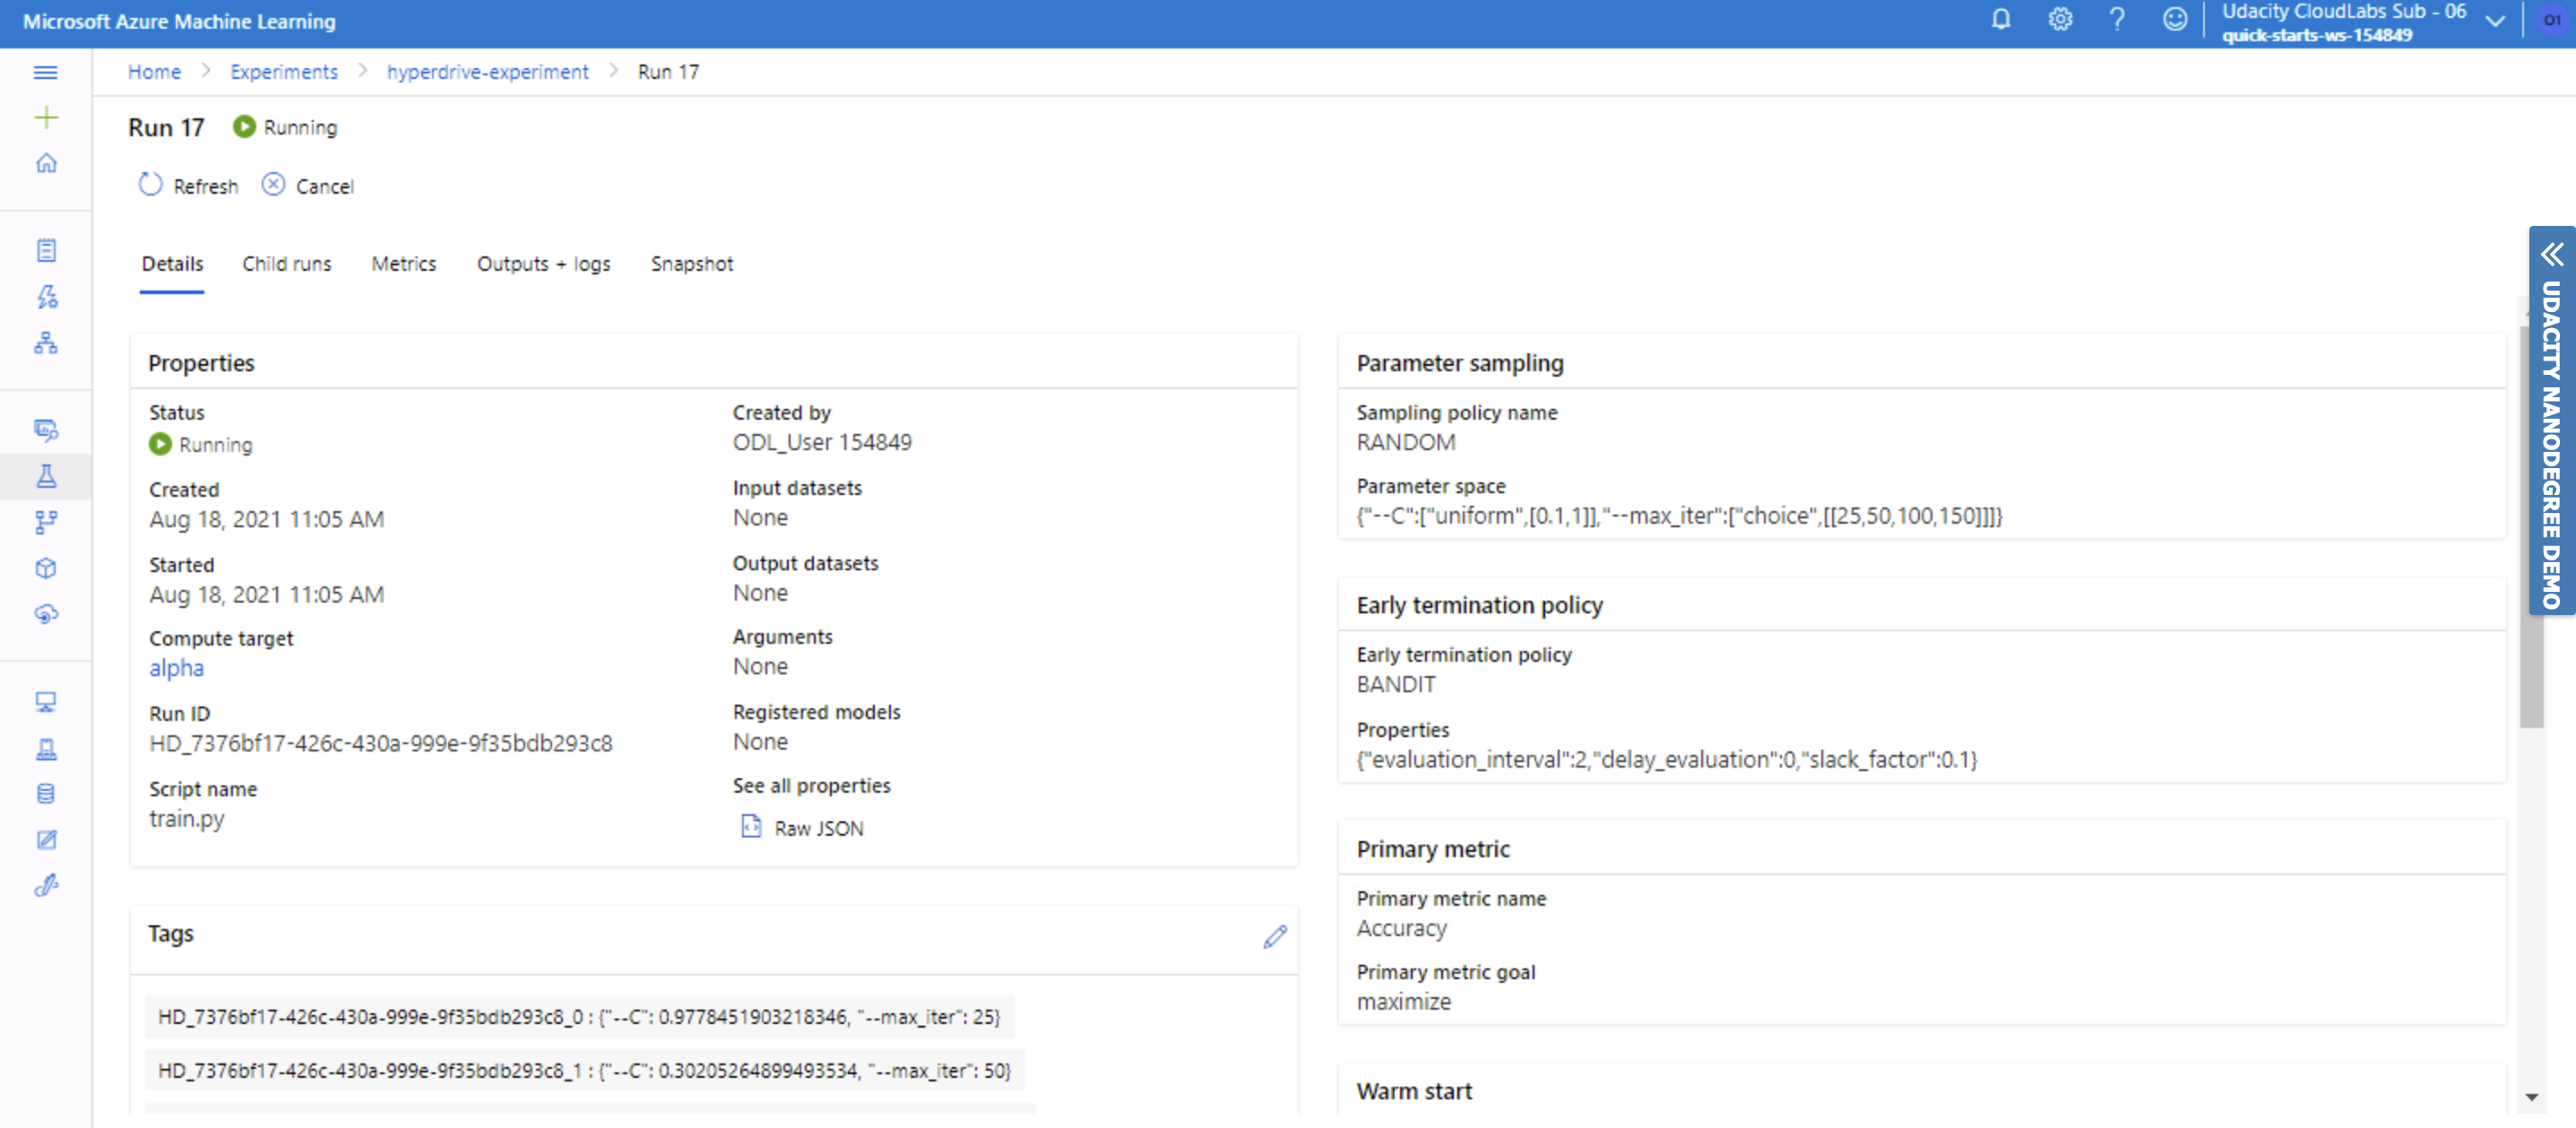 Microsoft Azure Machine Learning
Udacity CloudLabs Sub - 06
quick-starts-ws-154849
O1
Home > Experiments > hyperdrive-experiment > Run 17
Run 17 Running
Refresh Cancel
Details Child runs Metrics Outputs + logs Snapshot
Properties
Status
Running
Created
Aug 18, 2021 11:05 AM
Started
Aug 18, 2021 11:05 AM
Compute target
alpha
Run ID
HD_7376bf17-426c-430a-999e-9f35bdb293c8
Script name
train.py
Created by
ODL_User 154849
Input datasets
None
Output datasets
None
Arguments
None
Registered models
None
See all properties
Raw JSON
Tags
HD_7376bf17-426c-430a-999e-9f35bdb293c8_0 : {"--C": 0.9778451903218346, "--max_iter": 25}
HD_7376bf17-426c-430a-999e-9f35bdb293c8_1 : {"--C": 0.30205264899493534, "--max_iter": 50}
Parameter sampling
Sampling policy name
RANDOM
Parameter space
{"--C":["uniform",[0.1,1]],"--max_iter":["choice",[[25,50,100,150]]]}
Early termination policy
Early termination policy
BANDIT
Properties
{"evaluation_interval":2,"delay_evaluation":0,"slack_factor":0.1}
Primary metric
Primary metric name
Accuracy
Primary metric goal
maximize
Warm start
UDACITY NANODEGREE DEMO